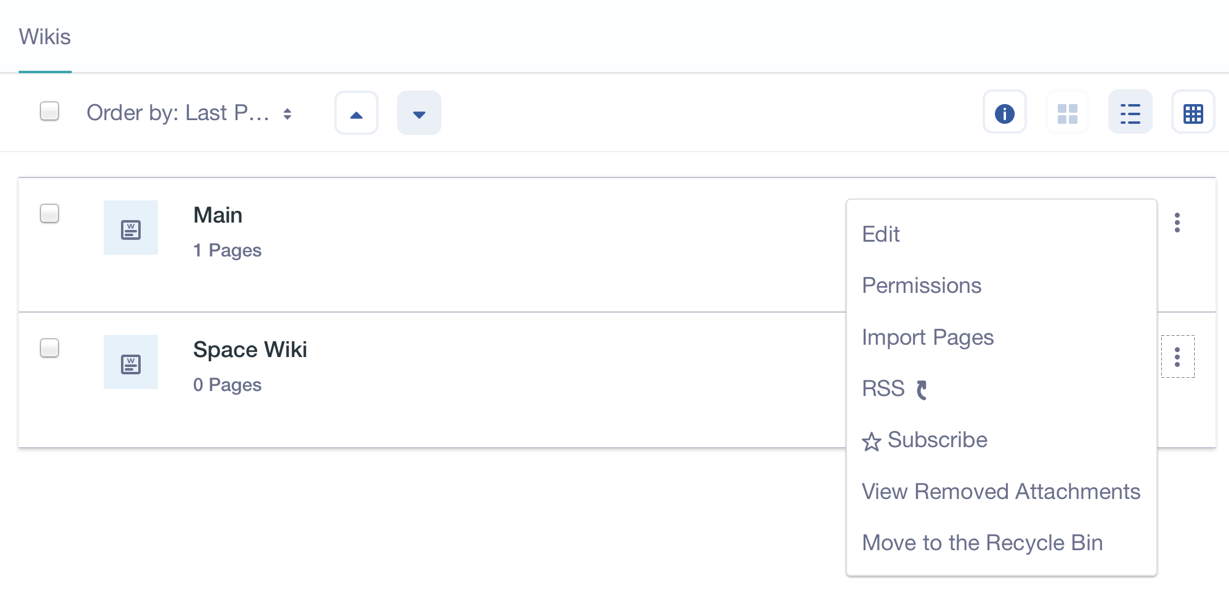 Wikis
Order by: Last P...
Main
1 Pages
Space Wiki
0 Pages
Edit
Permissions
Import Pages
RSS
Subscribe
View Removed Attachments
Move to the Recycle Bin